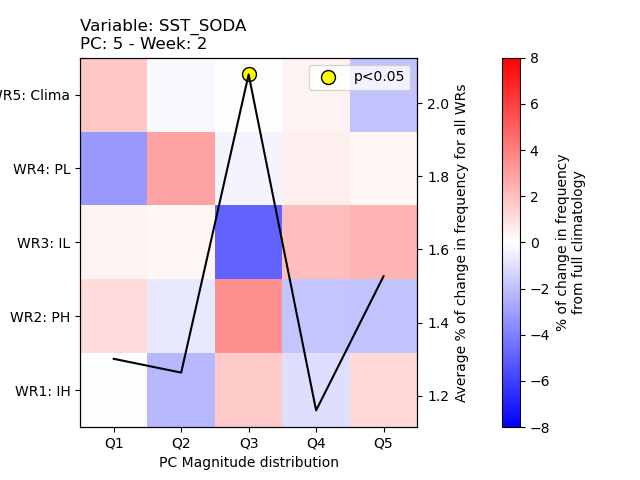 Variable: SST_SODA
PC: 5 - Week: 2
p<0.05
WR5: Clima
WR4: PL
WR3: IL
WR2: PH
WR1: IH
Q1 Q2 Q3 Q4 Q5
PC Magnitude distribution
2.0
1.8
1.6
1.4
1.2
Average % of change in frequency for all WRs
8
6
4
2
0
−2
−4
−6
−8
% of change in frequency
from full climatology